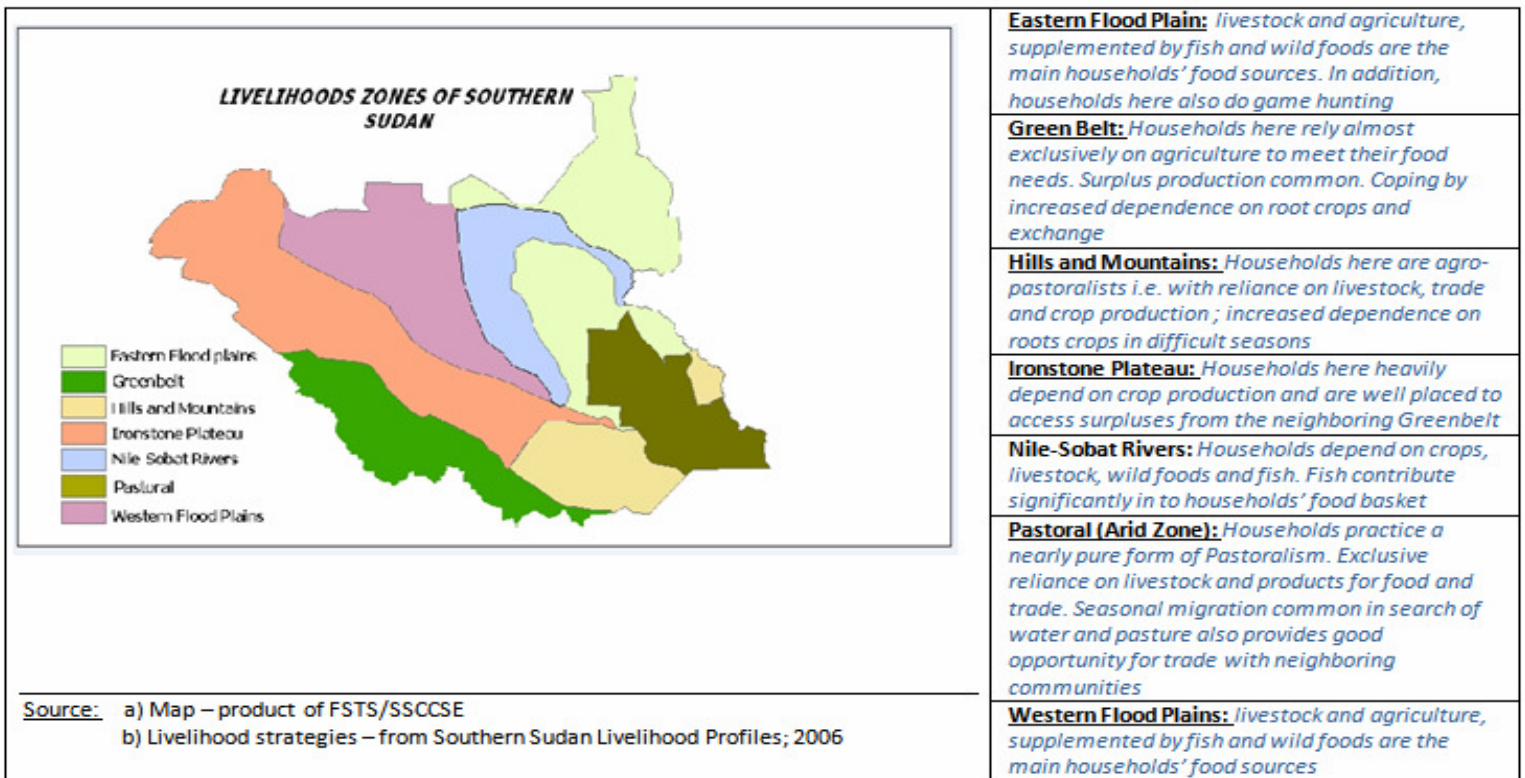 LIVELIHOODS ZONES OF SOUTHERN
SUDAN
Eastern Flood plains
Greenbelt
Hills and Mountains
Ironstone Plateau
Nile Sobat Rivers
Pastoral
Western Flood Plains
Source: a) Map – product of FSTS/SSCCSE
b) Livelihood strategies – from Southern Sudan Livelihood Profiles; 2006
Eastern Flood Plain: livestock and agriculture,
supplemented by fish and wild foods are the
main households' food sources. In addition,
households here also do game hunting
Green Belt: Households here rely almost
exclusively on agriculture to meet their food
needs. Surplus production common. Coping by
increased dependence on root crops and
exchange
Hills and Mountains: Households here are agro-
pastoralists i.e. with reliance on livestock, trade
and crop production ; increased dependence on
roots crops in difficult seasons
Ironstone Plateau: Households here heavily
depend on crop production and are well placed to
access surpluses from the neighboring Greenbelt
Nile-Sobat Rivers: Households depend on crops,
livestock, wild foods and fish. Fish contribute
significantly in to households' food basket
Pastoral (Arid Zone): Households practice a
nearly pure form of Pastoralism. Exclusive
reliance on livestock and products for food and
trade. Seasonal migration common in search of
water and pasture also provides good
opportunity for trade with neighboring
communities
Western Flood Plains: livestock and agriculture,
supplemented by fish and wild foods are the
main households' food sources